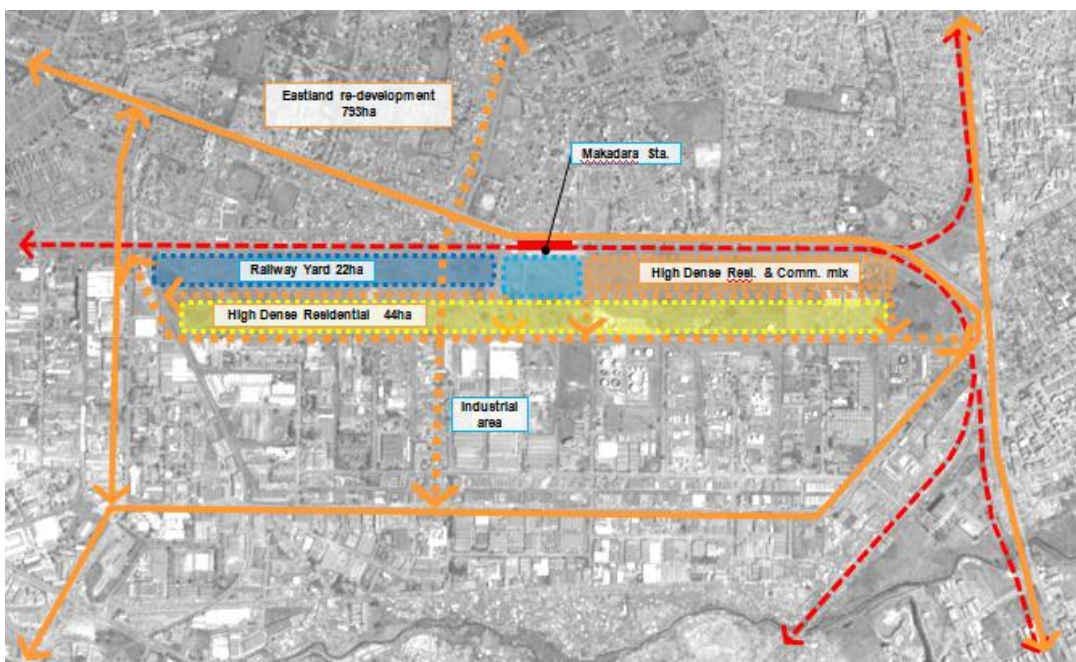 Eastland re-development
793ha
Makadara Sta.
Railway Yard 22ha
High Dense Resi. & Comm. mix
High Dense Residential 44ha
Industrial
area